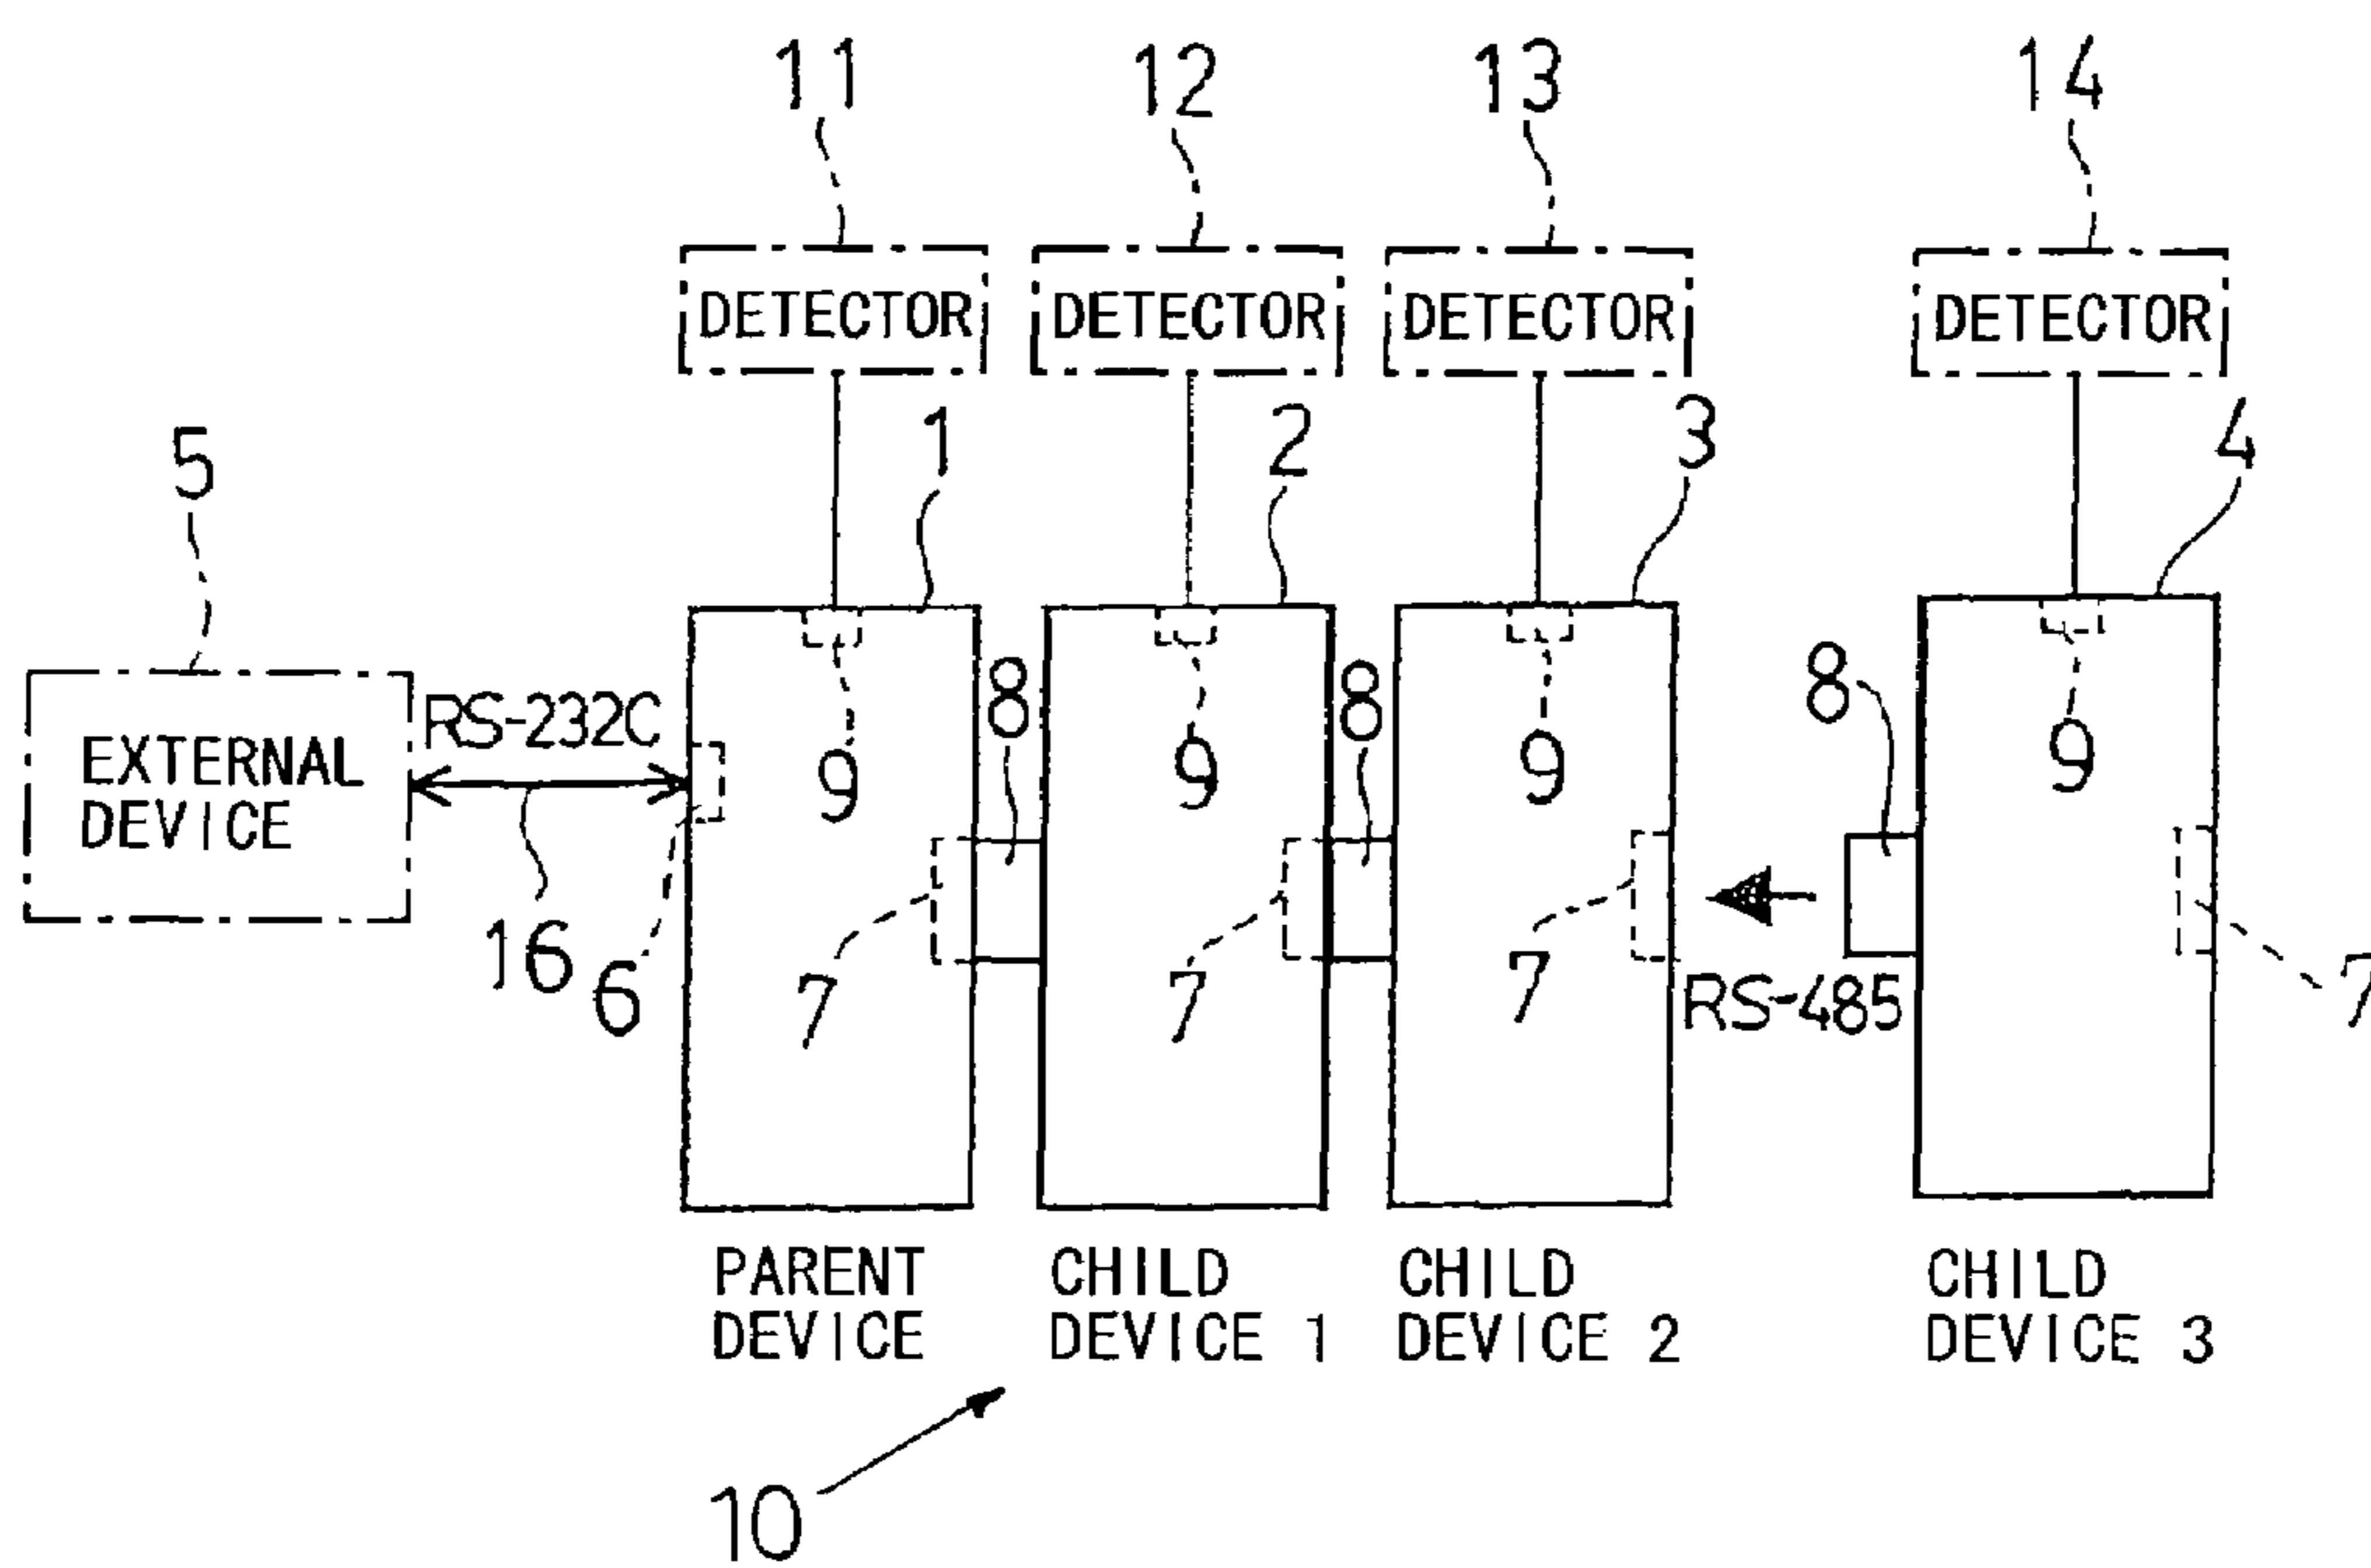 11 12 13 14
DETECTOR DETECTOR DETECTOR DETECTOR
5 1 2 3 4
RS-232C 8 8 8
EXTERNAL
DEVICE
9 9 9 9
16 6 7 7 7 7
RS-485
PARENT
DEVICE
CHILD
DEVICE 1
CHILD
DEVICE 2
CHILD
DEVICE 3
10